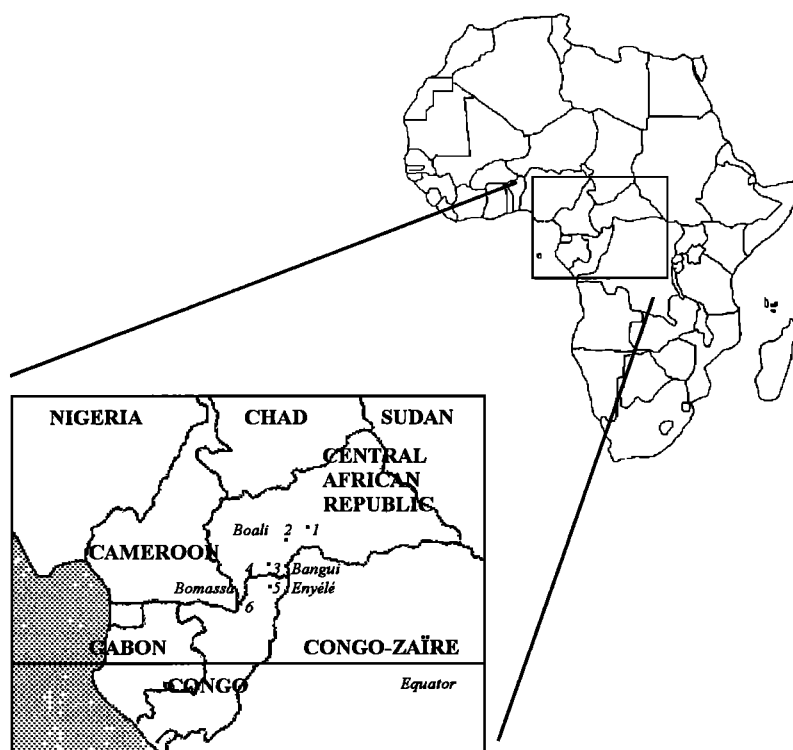 NIGERIA CHAD SUDAN
CENTRAL
AFRICAN
REPUBLIC
Boali 2 1
CAMEROON
4 3 Bangui
Bomassa 5 Enyélé
6
GABON CONGO-ZAÏRE
CONGO Equator